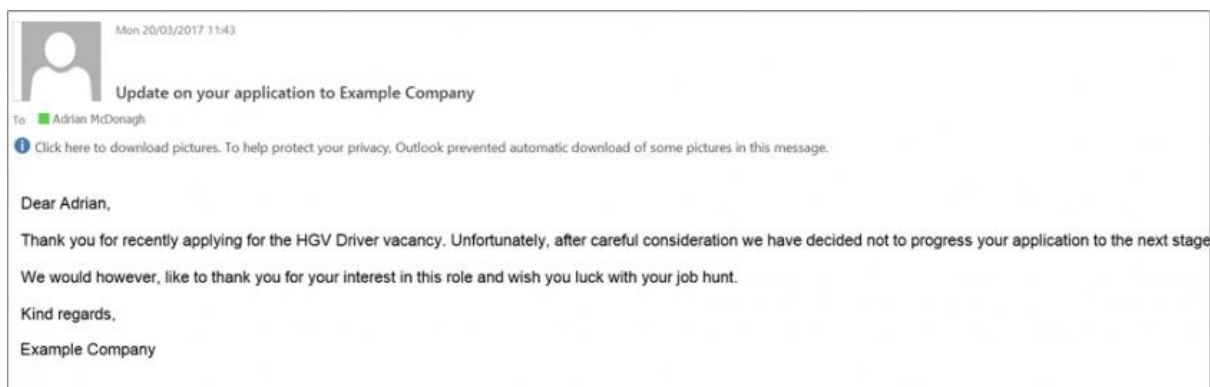 Mon 20/03/2017 11:43
Update on your application to Example Company
To Adrian McDonagh
Click here to download pictures. To help protect your privacy, Outlook prevented automatic download of some pictures in this message.
Dear Adrian,
Thank you for recently applying for the HGV Driver vacancy. Unfortunately, after careful consideration we have decided not to progress your application to the next stage
We would however, like to thank you for your interest in this role and wish you luck with your job hunt.
Kind regards,
Example Company